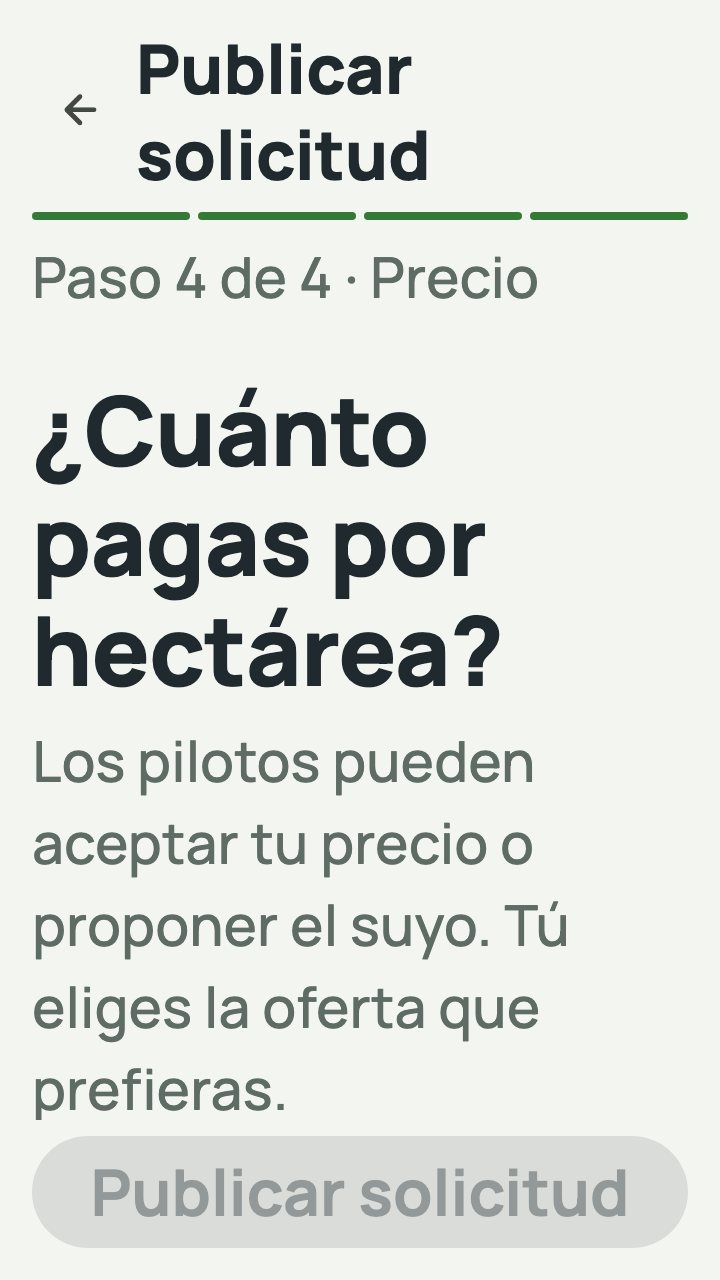 Publicar
solicitud
Paso 4 de 4 · Precio
¿Cuánto
pagas por
hectárea?
Los pilotos pueden
aceptar tu precio o
proponer el suyo. Tú
eliges la oferta que
prefieras.
Publicar solicitud